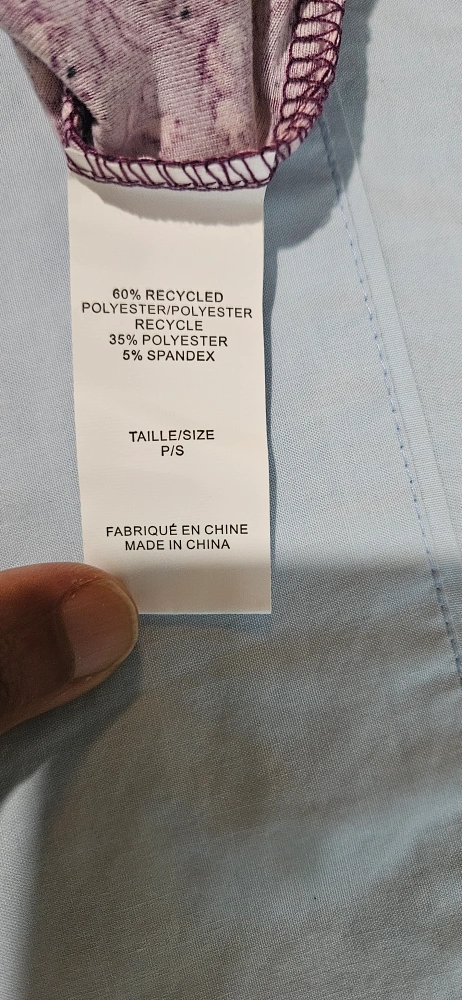 60% RECYCLED
POLYESTER/POLYESTER
RECYCLE
35% POLYESTER
5% SPANDEX
TAILLE/SIZE
P/S
FABRIQUÉ EN CHINE
MADE IN CHINA